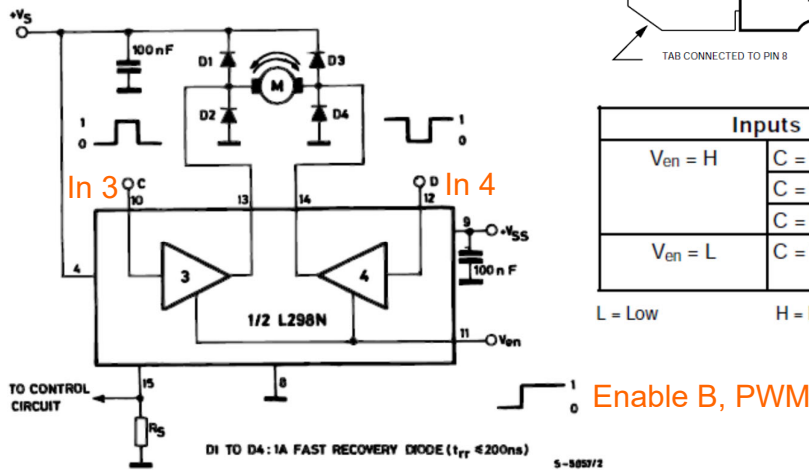 +VS
100nF
D1
D3
M
D2
D4
1
0
1
0
TAB CONNECTED TO PIN 8
In 3
C
10
13
14
D
12
In 4
9
+VSS
100nF
4
3
4
1/2 L298N
11
Ven
15
8
TO CONTROL
CIRCUIT
RS
1
0
Enable B, PWM
D1 TO D4: 1A FAST RECOVERY DIODE (trr ≤ 200ns)
S-5857/2
Inputs
Ven = H
C =
C =
C =
Ven = L
C =
L = Low
H =